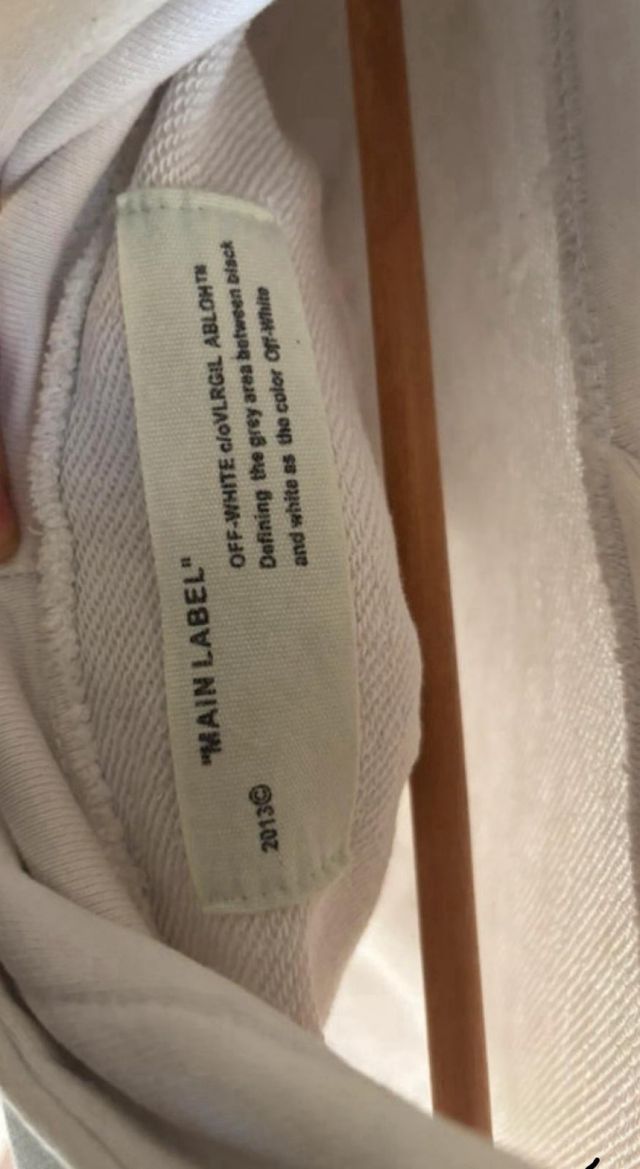 "MAIN LABEL"
OFF-WHITE c/oVLRGIL ABLOH™
Defining the grey area between black
and white as the color Off-White
2013©